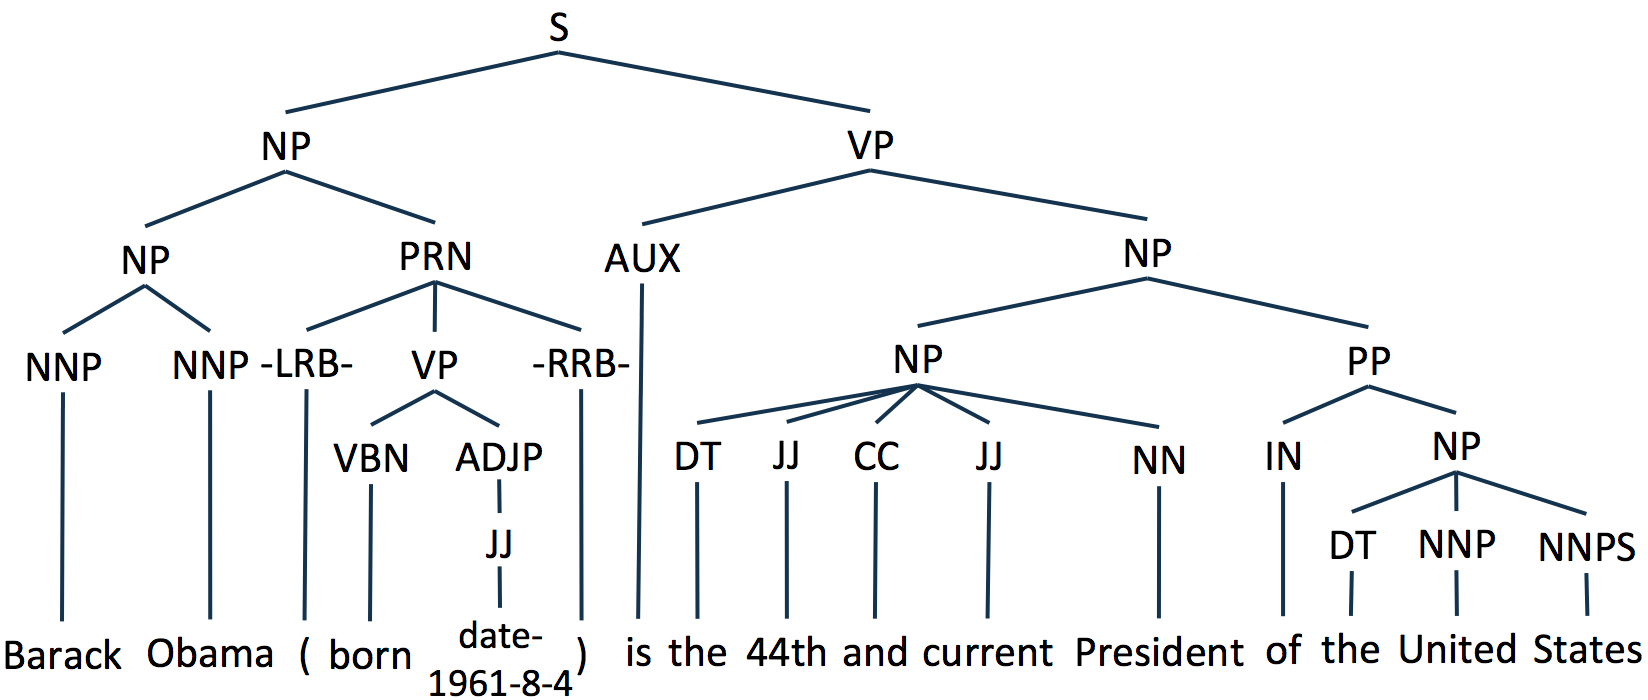 S
NP VP
NP PRN AUX NP
NNP NNP -LRB- VP -RRB- NP PP
VBN ADJP DT JJ CC JJ NN IN NP
JJ DT NNP NNPS
Barack Obama ( born date- ) is the 44th and current President of the United States
1961-8-4